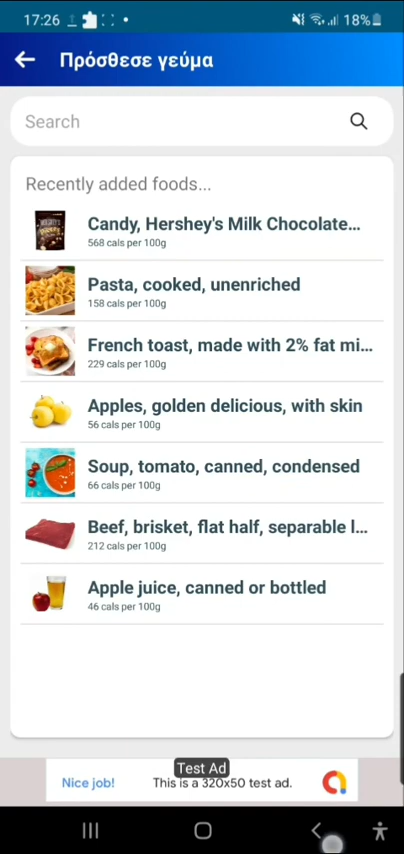 17:26
18%
Πρόσθεσε γεύμα
Search
Recently added foods...
Candy, Hershey's Milk Chocolate...
568 cals per 100g
Pasta, cooked, unenriched
158 cals per 100g
French toast, made with 2% fat mi...
229 cals per 100g
Apples, golden delicious, with skin
56 cals per 100g
Soup, tomato, canned, condensed
66 cals per 100g
Beef, brisket, flat half, separable l...
212 cals per 100g
Apple juice, canned or bottled
46 cals per 100g
Test Ad
Nice job!
This is a 320x50 test ad.